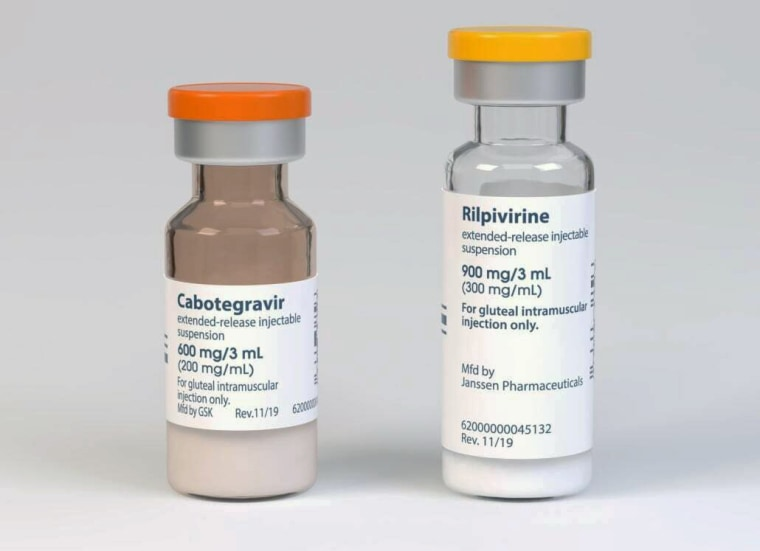 Cabotegravir
extended-release injectable
suspension
600 mg/3 mL
(200 mg/mL)
For gluteal intramuscular
injection only.
Mfd by GSK Rev.11/19
Rilpivirine
extended-release injectable
suspension
900 mg/3 mL
(300 mg/mL)
For gluteal intramuscular
injection only.
Mfd by
Janssen Pharmaceuticals
62000000045132
Rev. 11/19